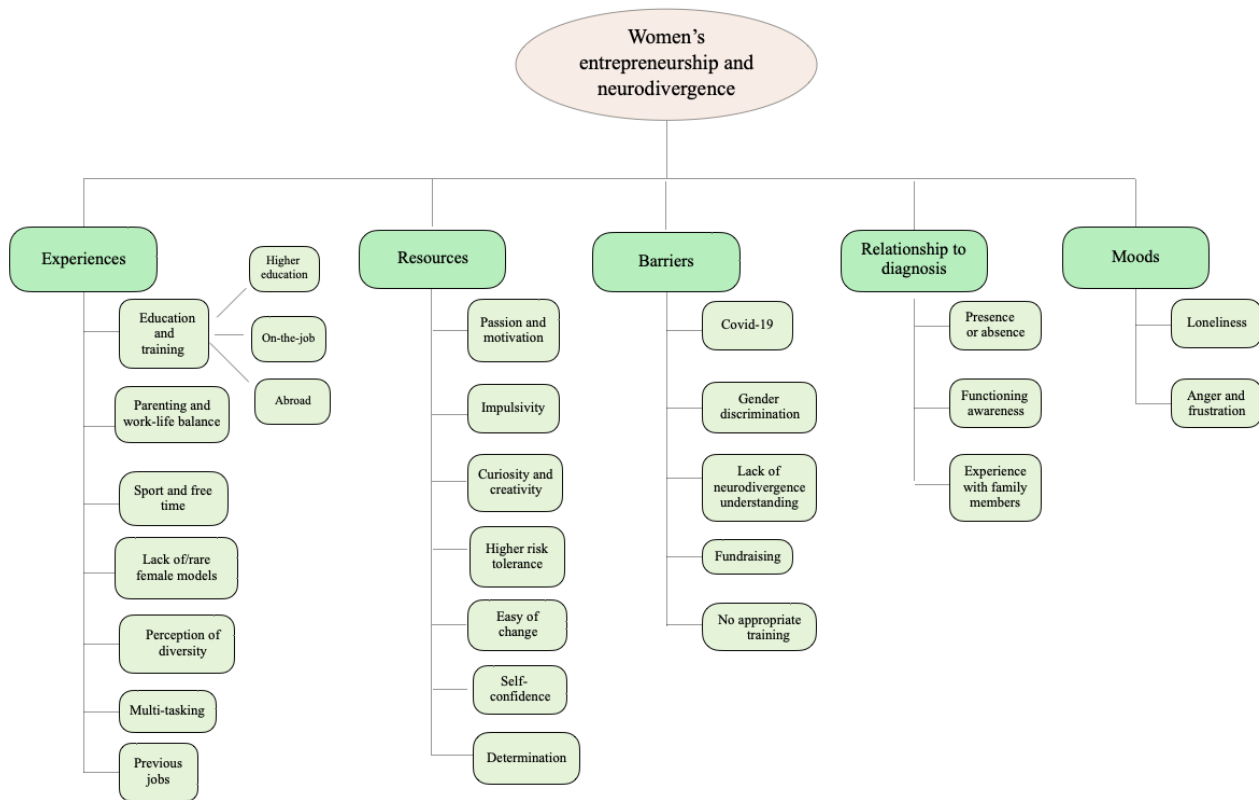 Women's
entrepreneurship and
neurodivergence
Experiences
Education
and
training
Higher
education
On-the-job
Abroad
Parenting and
work-life balance
Sport and free
time
Lack of/rare
female models
Perception of
diversity
Multi-tasking
Previous
jobs
Resources
Passion and
motivation
Impulsivity
Curiosity and
creativity
Higher risk
tolerance
Easy of
change
Self-
confidence
Determination
Barriers
Covid-19
Gender
discrimination
Lack of
neurodivergence
understanding
Fundraising
No appropriate
training
Relationship to
diagnosis
Presence
or absence
Functioning
awareness
Experience
with family
members
Moods
Loneliness
Anger and
frustration